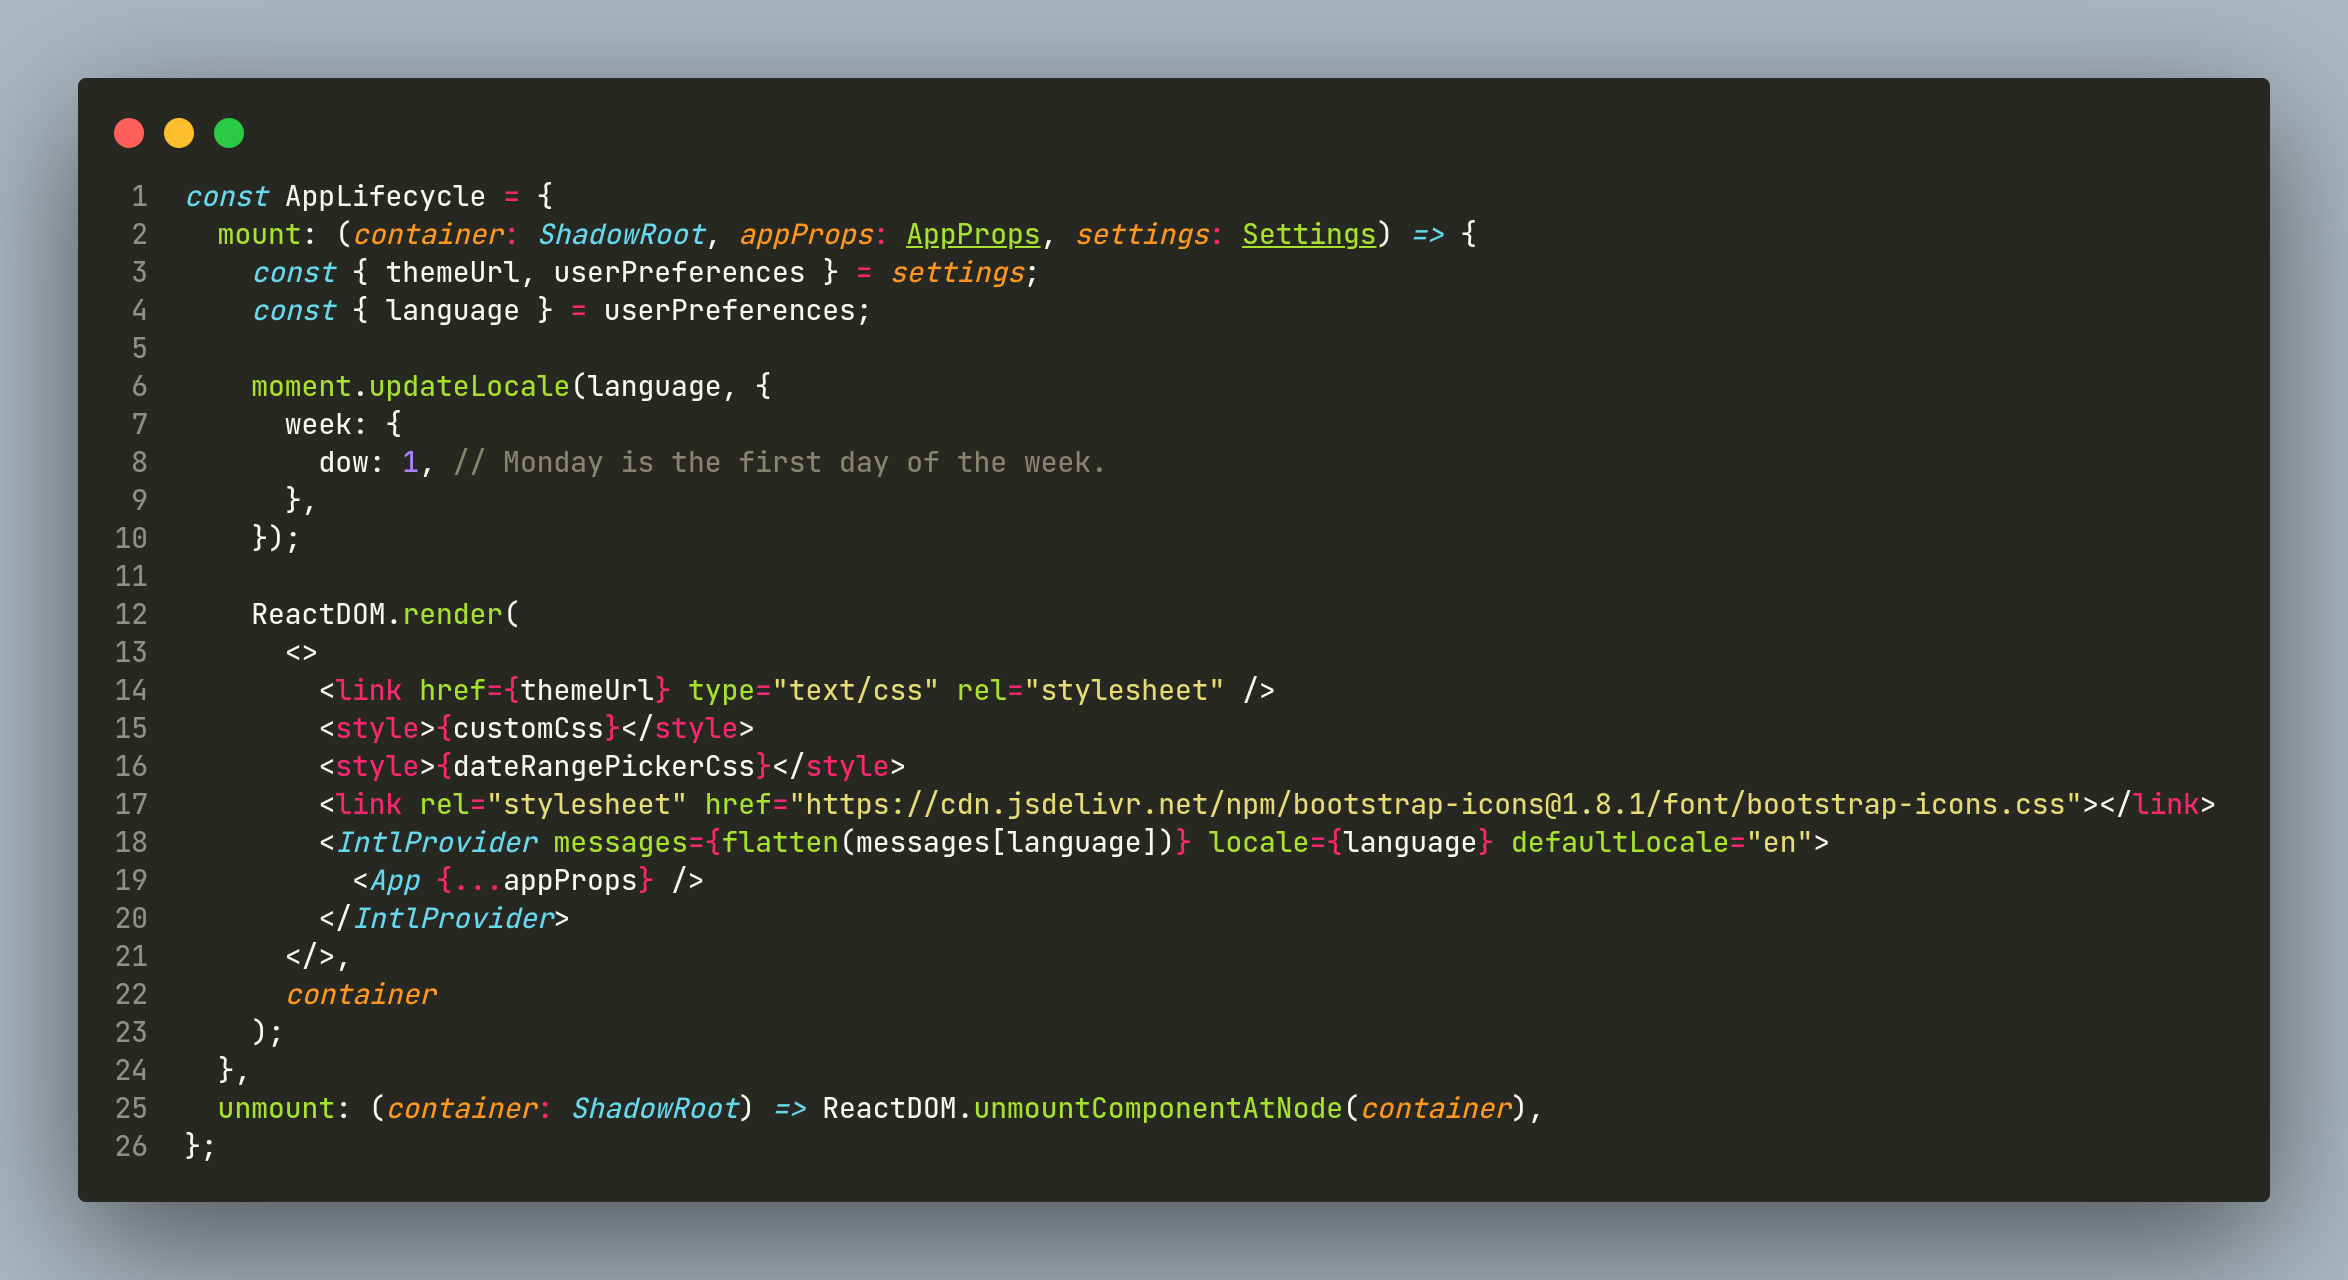 1 const AppLifecycle = {
2   mount: (container: ShadowRoot, appProps: AppProps, settings: Settings) => {
3     const { themeUrl, userPreferences } = settings;
4     const { language } = userPreferences;
5
6     moment.updateLocale(language, {
7       week: {
8         dow: 1, // Monday is the first day of the week.
9       },
10     });
11
12     ReactDOM.render(
13       <>
14         <link href={themeUrl} type="text/css" rel="stylesheet" />
15         <style>{customCss}</style>
16         <style>{dateRangePickerCss}</style>
17         <link rel="stylesheet" href="https://cdn.jsdelivr.net/npm/bootstrap-icons@1.8.1/font/bootstrap-icons.css"></link>
18         <IntlProvider messages={flatten(messages[language])} locale={language} defaultLocale="en">
19           <App {...appProps} />
20         </IntlProvider>
21       </>,
22       container
23     );
24   },
25   unmount: (container: ShadowRoot) => ReactDOM.unmountComponentAtNode(container),
26 };